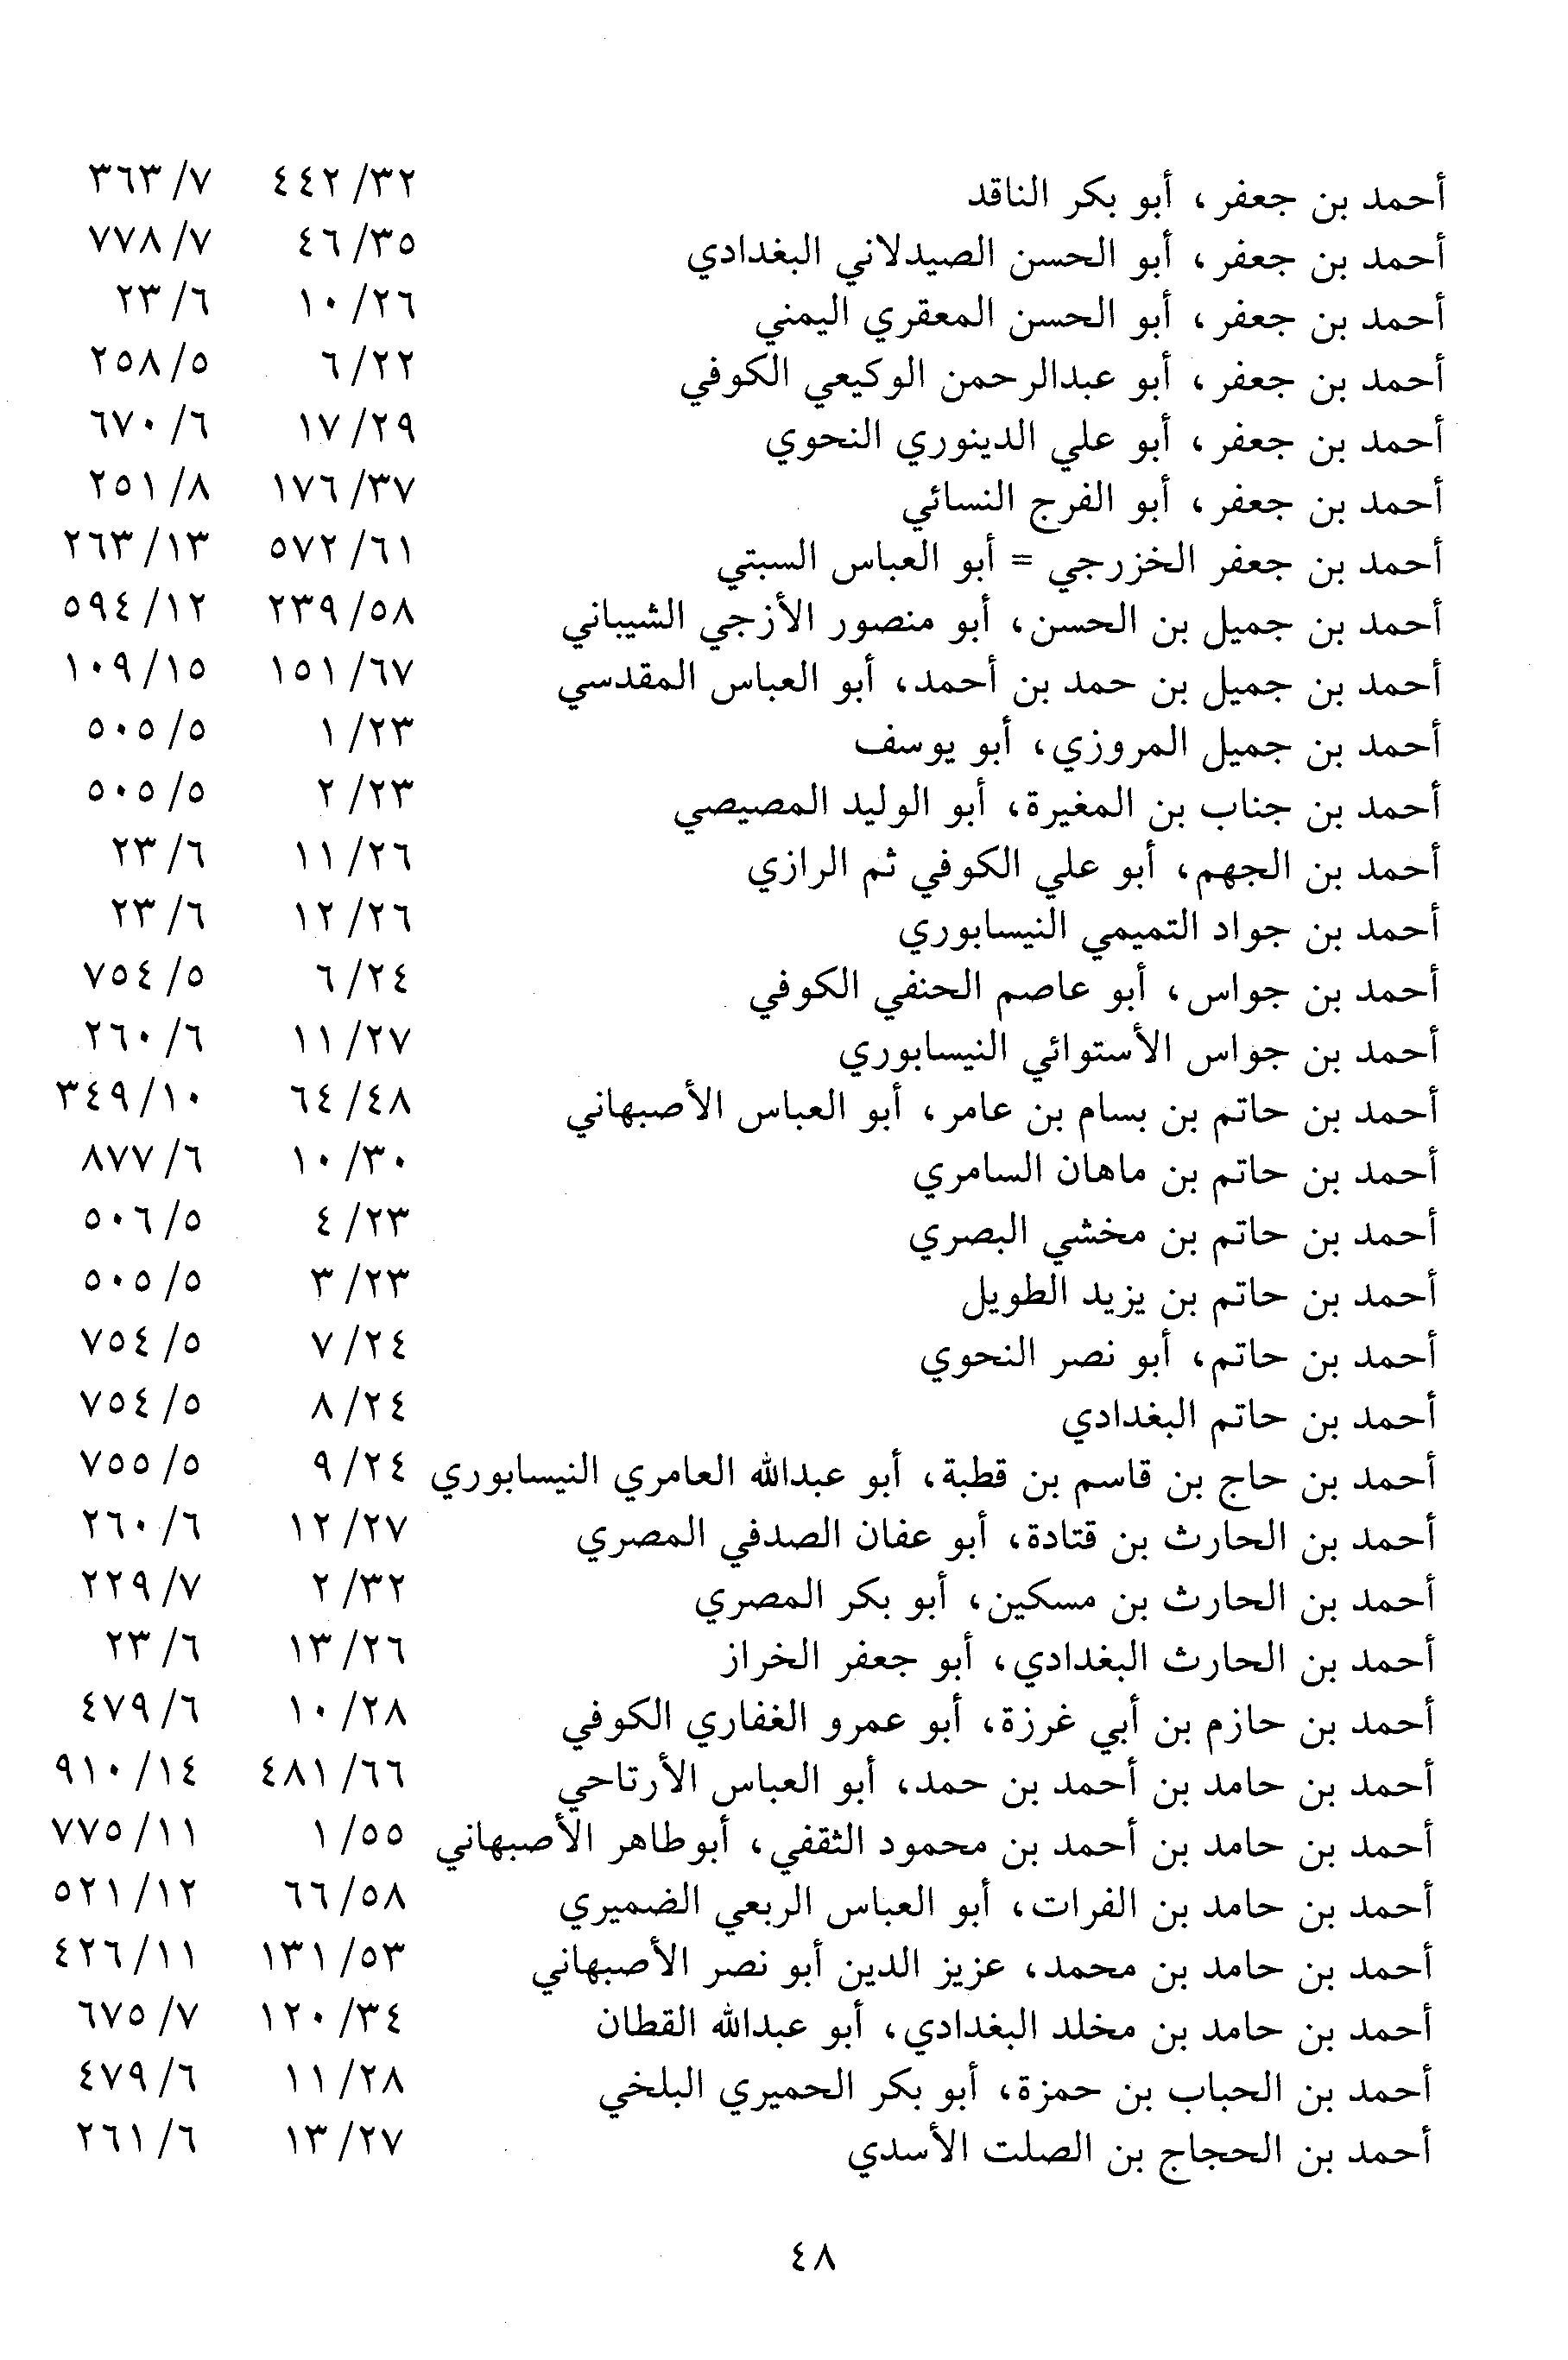 أحمد بن جعفر، أبو بكر الناقد ٤٤٢/٣٢ ٣٦٣/٧
أحمد بن جعفر، أبو الحسن الصيدلاني البغدادي ٤٦/٣٥ ٧٧٨/٧
أحمد بن جعفر، أبو الحسن المعقري اليمني ١٠/٢٦ ٢٣/٦
أحمد بن جعفر، أبو عبدالرحمن الوكيعي الكوفي ٦/٢٢ ٢٥٨/٥
أحمد بن جعفر، أبو علي الدينوري النحوي ١٧/٢٩ ٦٧٠/٦
أحمد بن جعفر، أبو الفرج النسائي ١٧٦/٣٧ ٢٥١/٨
أحمد بن جعفر الخزرجي = أبو العباس السبتي ٥٧٢/٦١ ٢٦٣/١٣
أحمد بن جميل بن الحسن، أبو منصور الأزجي الشيباني ٢٣٩/٥٨ ٥٩٤/١٢
أحمد بن جميل بن حمد بن أحمد، أبو العباس المقدسي ١٥١/٦٧ ١٠٩/١٥
أحمد بن جميل المروزي، أبو يوسف ١/٢٣ ٥٠٥/٥
أحمد بن جناب بن المغيرة، أبو الوليد المصيصي ٢/٢٣ ٥٠٥/٥
أحمد بن الجهم، أبو علي الكوفي ثم الرازي ١١/٢٦ ٢٣/٦
أحمد بن جواد التميمي النيسابوري ١٢/٢٦ ٢٣/٦
أحمد بن جواس، أبو عاصم الحنفي الكوفي ٦/٢٤ ٧٥٤/٥
أحمد بن جواس الأستوائي النيسابوري ١١/٢٧ ٢٦٠/٦
أحمد بن حاتم بن بسام بن عامر، أبو العباس الأصبهاني ٦٤/٤٨ ٣٤٩/١٠
أحمد بن حاتم بن ماهان السامري ١٠/٣٠ ٨٧٧/٦
أحمد بن حاتم بن مخشي البصري ٤/٢٣ ٥٠٦/٥
أحمد بن حاتم بن يزيد الطويل ٣/٢٣ ٥٠٥/٥
أحمد بن حاتم، أبو نصر النحوي ٧/٢٤ ٧٥٤/٥
أحمد بن حاتم البغدادي ٨/٢٤ ٧٥٤/٥
أحمد بن حاج بن قاسم بن قطبة، أبو عبدالله العامري النيسابوري ٩/٢٤ ٧٥٥/٥
أحمد بن الحارث بن قتادة، أبو عفان الصدفي المصري ١٢/٢٧ ٢٦٠/٦
أحمد بن الحارث بن مسكين، أبو بكر المصري ٢/٣٢ ٢٢٩/٧
أحمد بن الحارث البغدادي، أبو جعفر الخراز ١٣/٢٦ ٢٣/٦
أحمد بن حازم بن أبي غرزة، أبو عمرو الغفاري الكوفي ١٠/٢٨ ٤٧٩/٦
أحمد بن حامد بن أحمد بن حمد، أبو العباس الأرتاحي ٤٨١/٦٦ ٩١٠/١٤
أحمد بن حامد بن أحمد بن محمود الثقفي، أبوطاهر الأصبهاني ١/٥٥ ٧٧٥/١١
أحمد بن حامد بن الفرات، أبو العباس الربعي الضميري ٦٦/٥٨ ٥٢١/١٢
أحمد بن حامد بن محمد، عزيز الدين أبو نصر الأصبهاني ١٣١/٥٣ ٤٢٦/١١
أحمد بن حامد بن مخلد البغدادي، أبو عبدالله القطان ١٢٠/٣٤ ٦٧٥/٧
أحمد بن الحباب بن حمزة، أبو بكر الحميري البلخي ١١/٢٨ ٤٧٩/٦
أحمد بن الحجاج بن الصلت الأسدي ١٣/٢٧ ٢٦١/٦
٤٨